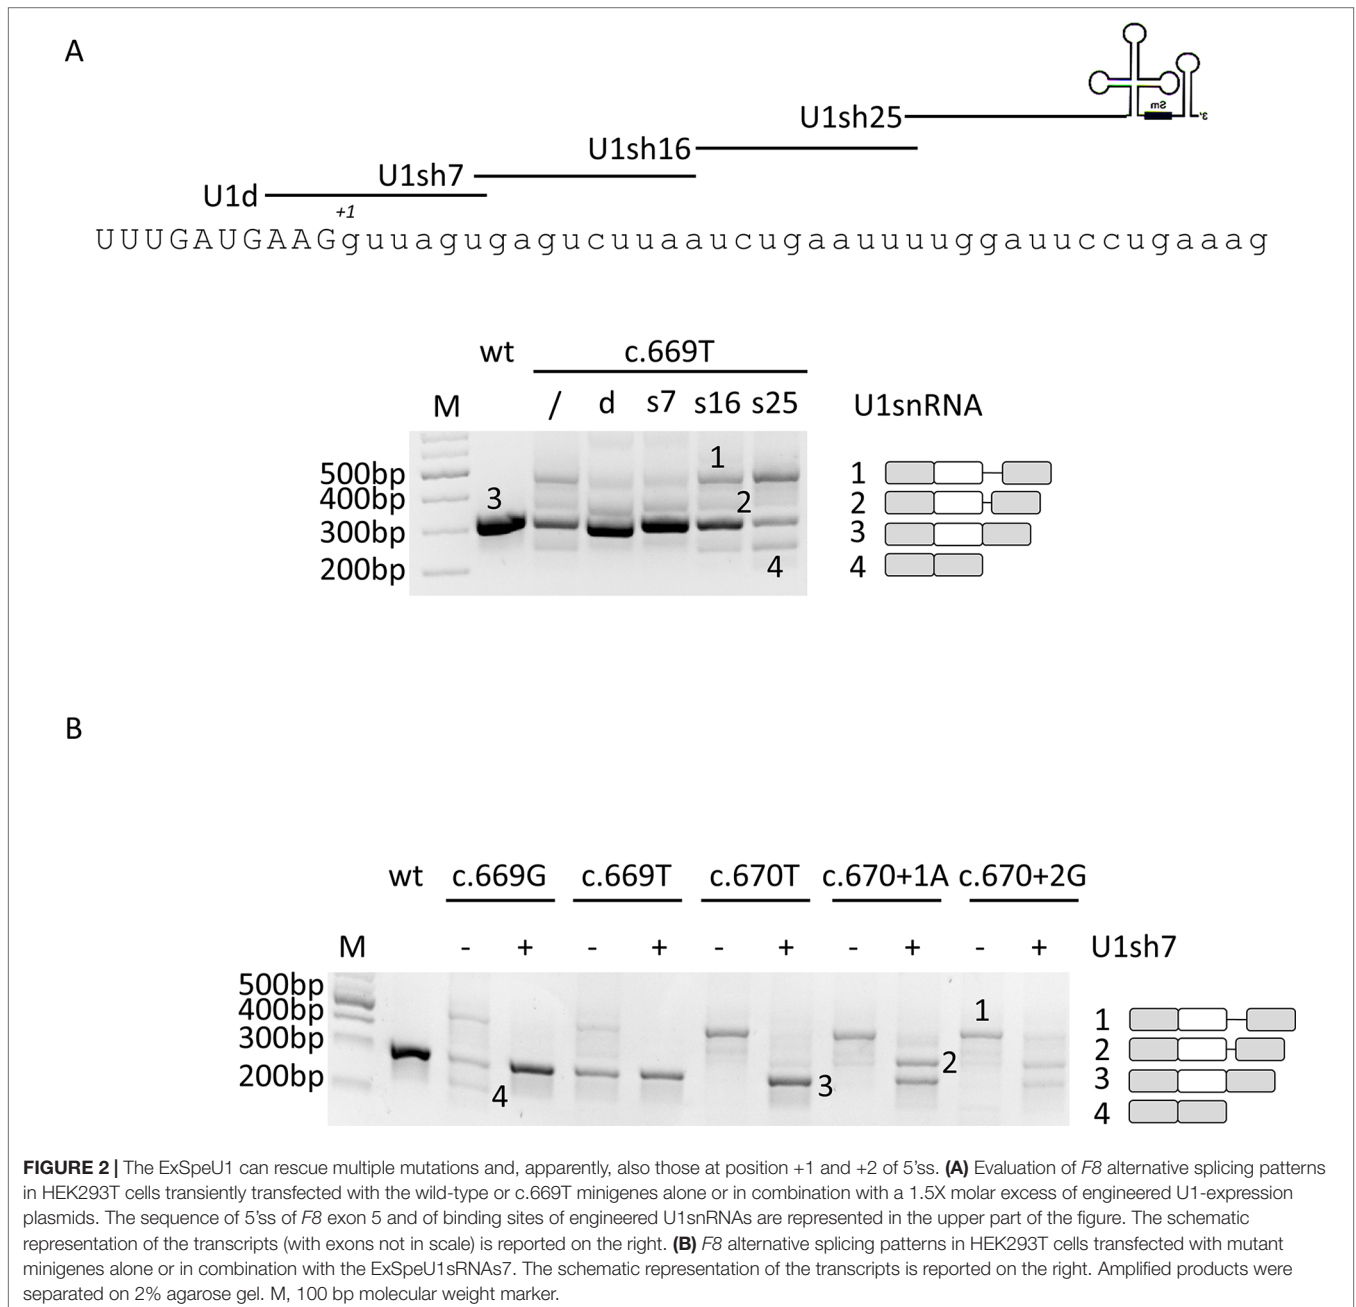 A
Sm
3'
U1sh25
U1sh16
U1sh7
U1d
+1
UUUGAUGAAGguuagugagucuuaaucugaauuuuggauuccugaaag
wt c.669T
M / d s7 s16 s25 U1snRNA
500bp 1 1
400bp 3 2 2
300bp 3
200bp 4 4
B
wt c.669G c.669T c.670T c.670+1A c.670+2G
M - + - + - + - + - + U1sh7
500bp
400bp 1 1
300bp 2 2
200bp 3 3
4 4
FIGURE 2 | The ExSpeU1 can rescue multiple mutations and, apparently, also those at position +1 and +2 of 5'ss. (A) Evaluation of F8 alternative splicing patterns
in HEK293T cells transiently transfected with the wild-type or c.669T minigenes alone or in combination with a 1.5X molar excess of engineered U1-expression
plasmids. The sequence of 5'ss of F8 exon 5 and of binding sites of engineered U1snRNAs are represented in the upper part of the figure. The schematic
representation of the transcripts (with exons not in scale) is reported on the right. (B) F8 alternative splicing patterns in HEK293T cells transfected with mutant
minigenes alone or in combination with the ExSpeU1sRNAs7. The schematic representation of the transcripts is reported on the right. Amplified products were
separated on 2% agarose gel. M, 100 bp molecular weight marker.